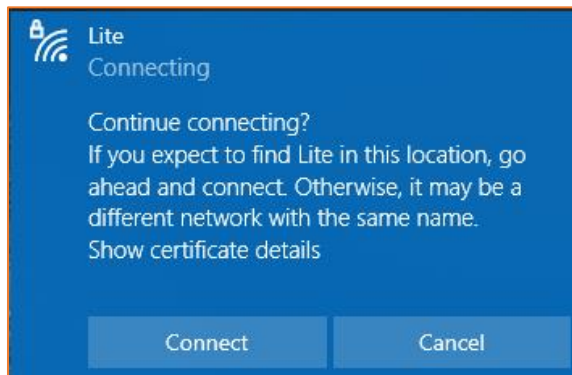 Lite
Connecting
Continue connecting?
If you expect to find Lite in this location, go
ahead and connect. Otherwise, it may be a
different network with the same name.
Show certificate details
Connect
Cancel